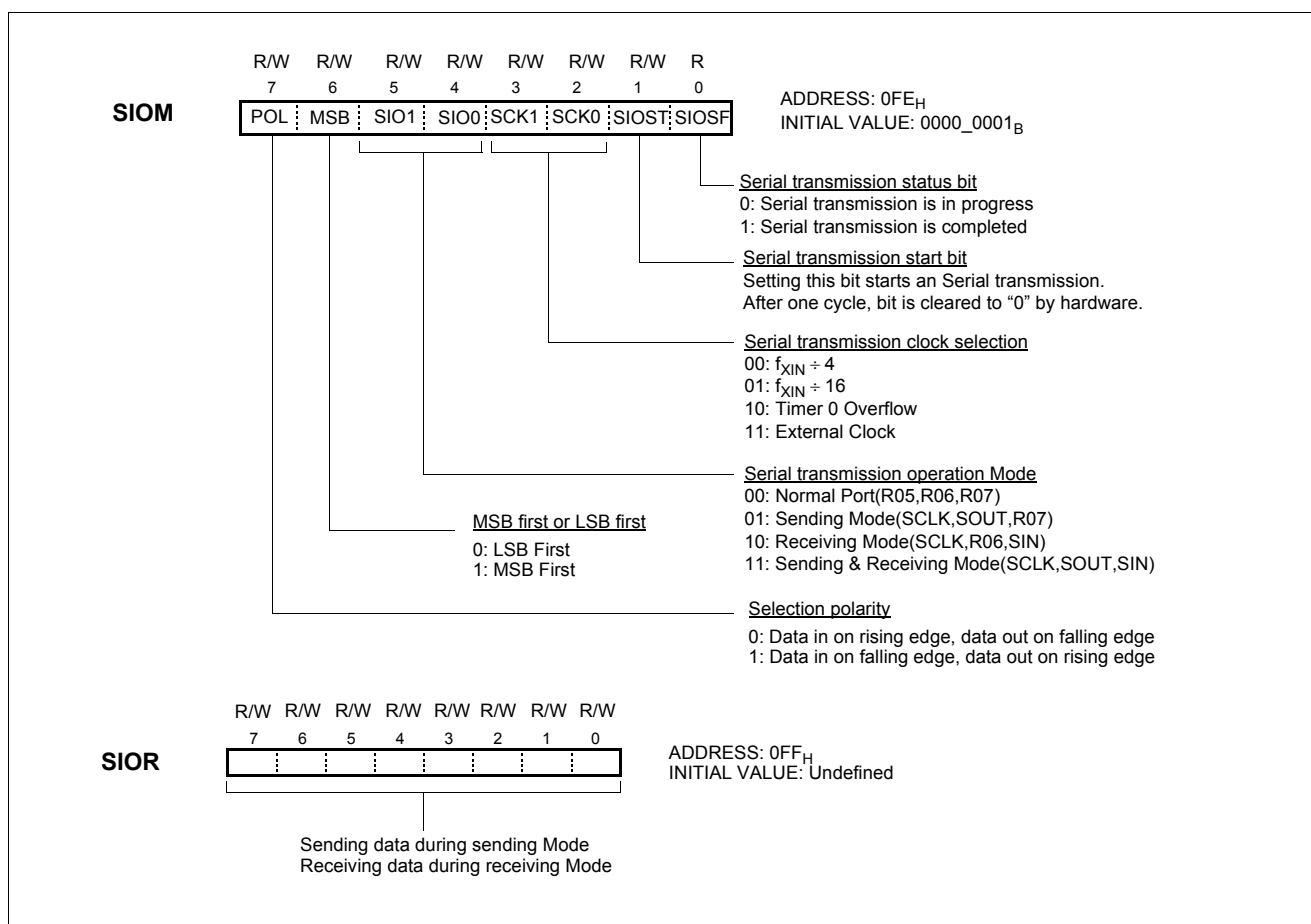 R/W R/W R/W R/W R/W R/W R/W R
7 6 5 4 3 2 1 0
SIOM
POL MSB SIO1 SIO0 SCK1 SCK0 SIOST SIOSF
ADDRESS: 0FEH
INITIAL VALUE: 0000_0001B
Serial transmission status bit
0: Serial transmission is in progress
1: Serial transmission is completed
Serial transmission start bit
Setting this bit starts an Serial transmission.
After one cycle, bit is cleared to “0” by hardware.
Serial transmission clock selection
00: fXIN ÷ 4
01: fXIN ÷ 16
10: Timer 0 Overflow
11: External Clock
Serial transmission operation Mode
00: Normal Port(R05,R06,R07)
01: Sending Mode(SCLK,SOUT,R07)
10: Receiving Mode(SCLK,R06,SIN)
11: Sending & Receiving Mode(SCLK,SOUT,SIN)
MSB first or LSB first
0: LSB First
1: MSB First
Selection polarity
0: Data in on rising edge, data out on falling edge
1: Data in on falling edge, data out on rising edge
R/W R/W R/W R/W R/W R/W R/W R/W
7 6 5 4 3 2 1 0
SIOR
ADDRESS: 0FFH
INITIAL VALUE: Undefined
Sending data during sending Mode
Receiving data during receiving Mode